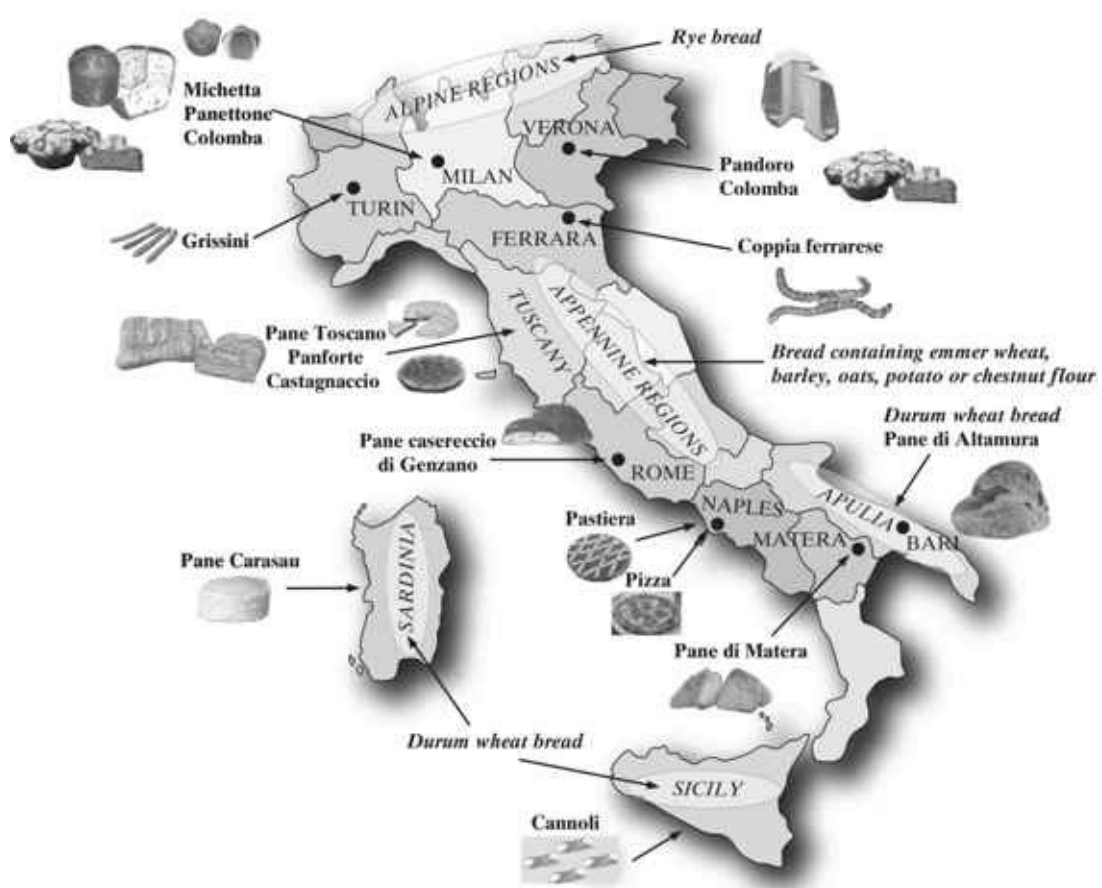 Rye bread
Michetta
Panettone
Colomba
ALPINE REGIONS
VERONA
MILAN
Pandoro
Colomba
TURIN
Grissini
FERRARA
Coppia ferrarese
TUSCANY
APPENNINE REGIONS
Pane Toscano
Panforte
Castagnaccio
Bread containing emmer wheat,
barley, oats, potato or chestnut flour
Durum wheat bread
Pane di Altamura
Pane casereccio
di Genzano
ROME
NAPLES
APULIA
Pastiera
MATERA
BARI
Pane Carasau
SARDINIA
Pizza
Pane di Matera
Durum wheat bread
SICILY
Cannoli